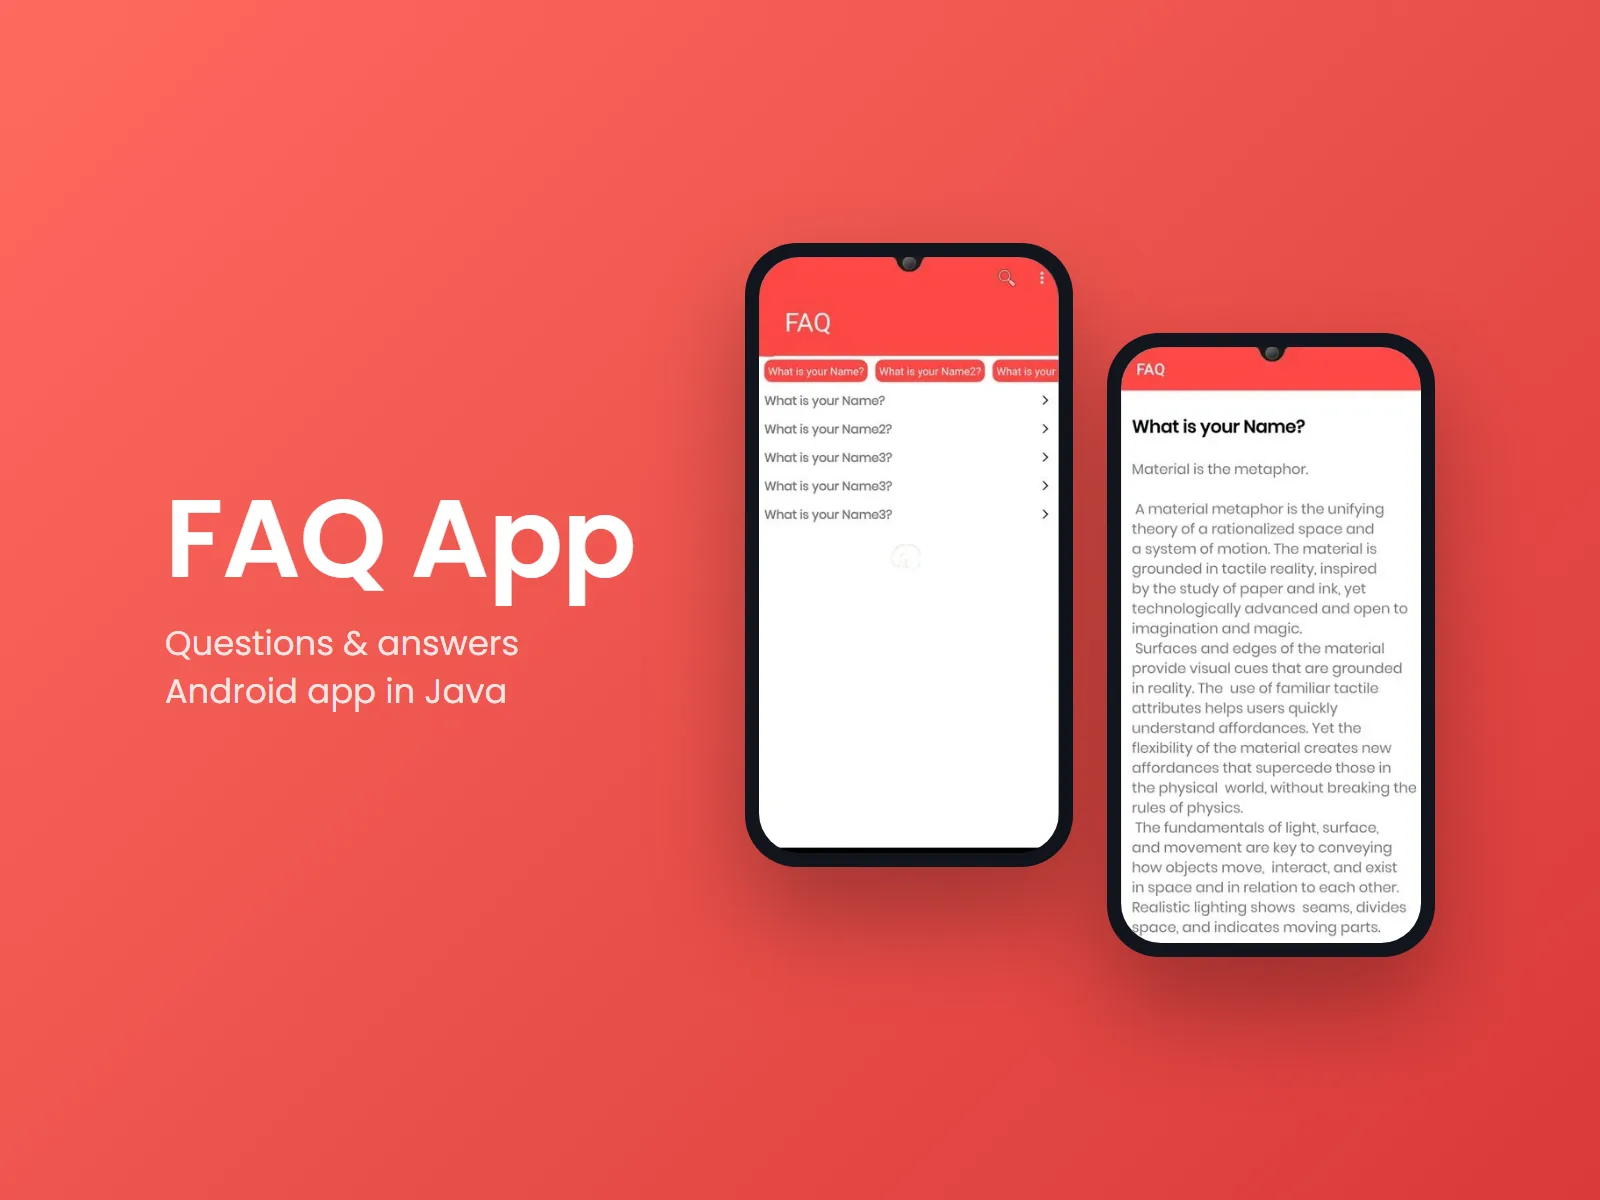 FAQ App
Questions & answers
Android app in Java
FAQ
What is your Name?
What is your Name2?
What is your
What is your Name?
What is your Name2?
What is your Name3?
What is your Name3?
What is your Name3?
FAQ
What is your Name?
Material is the metaphor.
A material metaphor is the unifying
theory of a rationalized space and
a system of motion. The material is
grounded in tactile reality, inspired
by the study of paper and ink, yet
technologically advanced and open to
imagination and magic.
Surfaces and edges of the material
provide visual cues that are grounded
in reality. The use of familiar tactile
attributes helps users quickly
understand affordances. Yet the
flexibility of the material creates new
affordances that supercede those in
the physical world, without breaking the
rules of physics.
The fundamentals of light, surface,
and movement are key to conveying
how objects move, interact, and exist
in space and in relation to each other.
Realistic lighting shows seams, divides
space, and indicates moving parts.